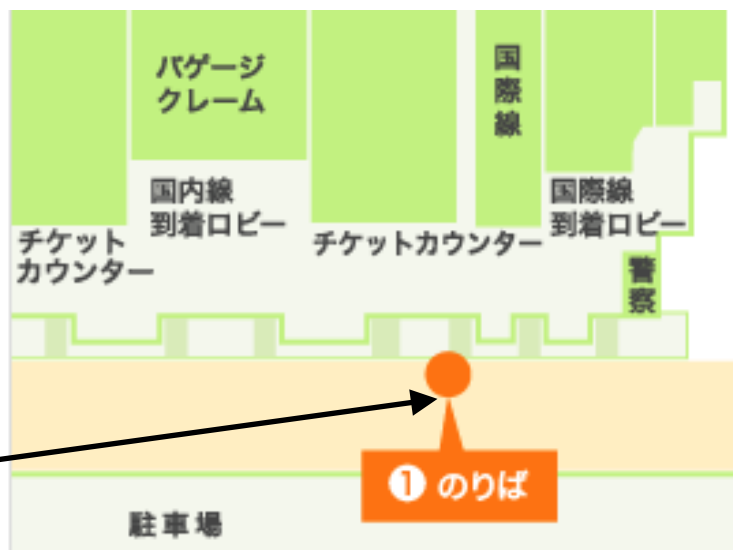 バゲージ
クレーム
国際線
国内線
到着ロビー
国際線
到着ロビー
チケット
カウンター
チケットカウンター
警察
❶ のりば
駐車場